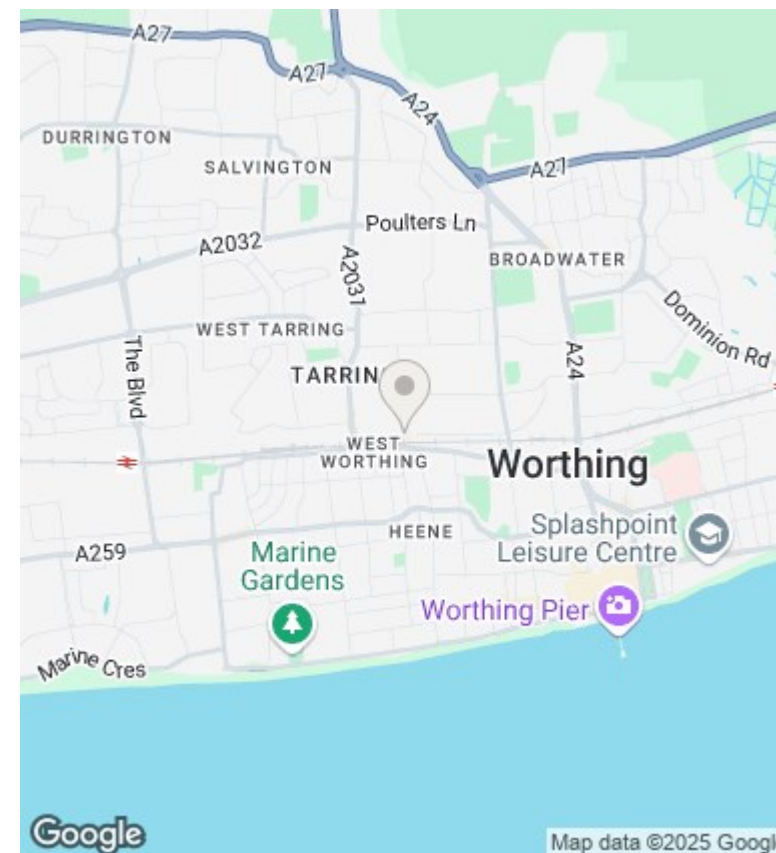 A27
A27
A24
DURRINGTON
SALVINGTON
A27
Poulters Ln
A2032
BROADWATER
A2031
Dominion Rd
WEST TARRING
The Blvd
A24
TARRIN
WEST
WORTHING
Worthing
HEENE
Splashpoint
Leisure Centre
A259
Marine
Gardens
Worthing Pier
Marine Cres
Google
Map data ©2025 Googl